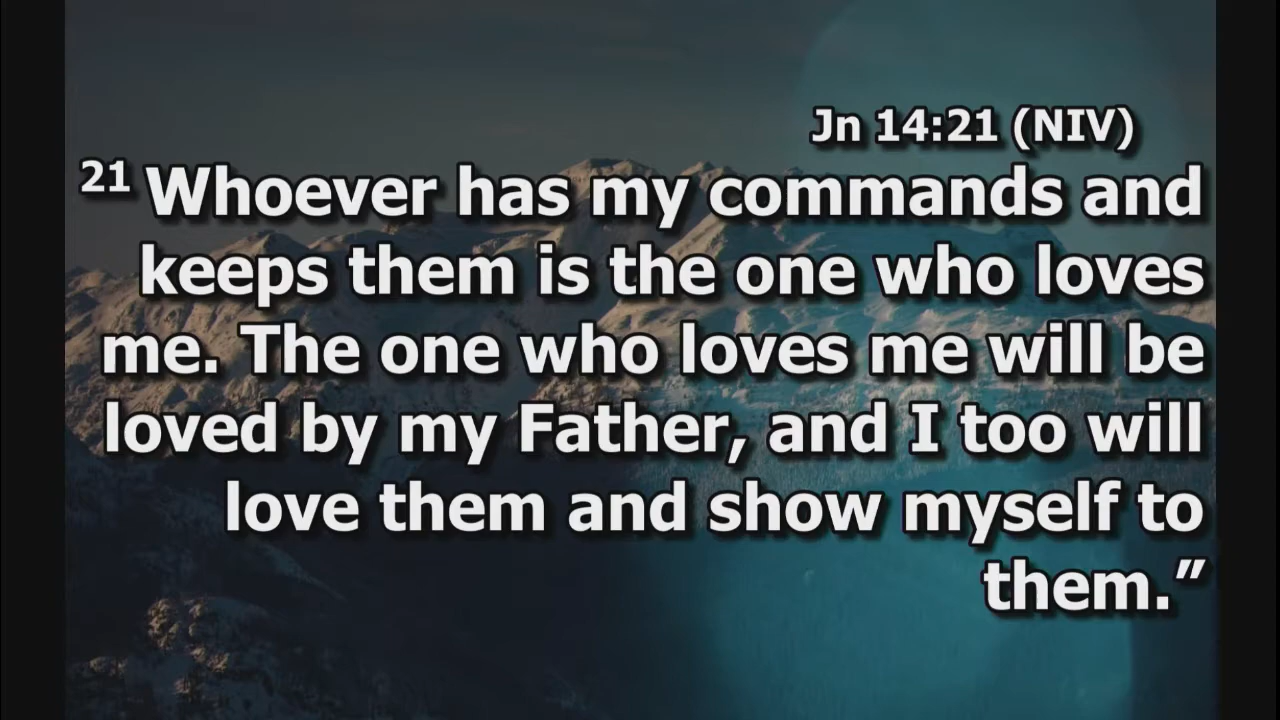 Jn 14:21 (NIV)
21 Whoever has my commands and
keeps them is the one who loves
me. The one who loves me will be
loved by my Father, and I too will
love them and show myself to
them.”